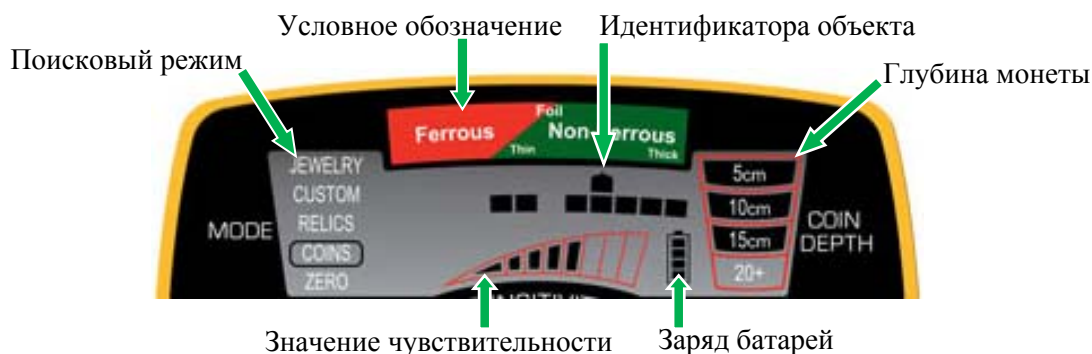 Условное обозначение
Идентификатора объекта
Поисковый режим
Глубина монеты
Ferrous
Foil
Non-Ferrous
Thin
Thick
JEWELRY
CUSTOM
RELICS
COINS
ZERO
MODE
5cm
10cm
15cm
20+
COIN
DEPTH
Значение чувствительности
Заряд батарей